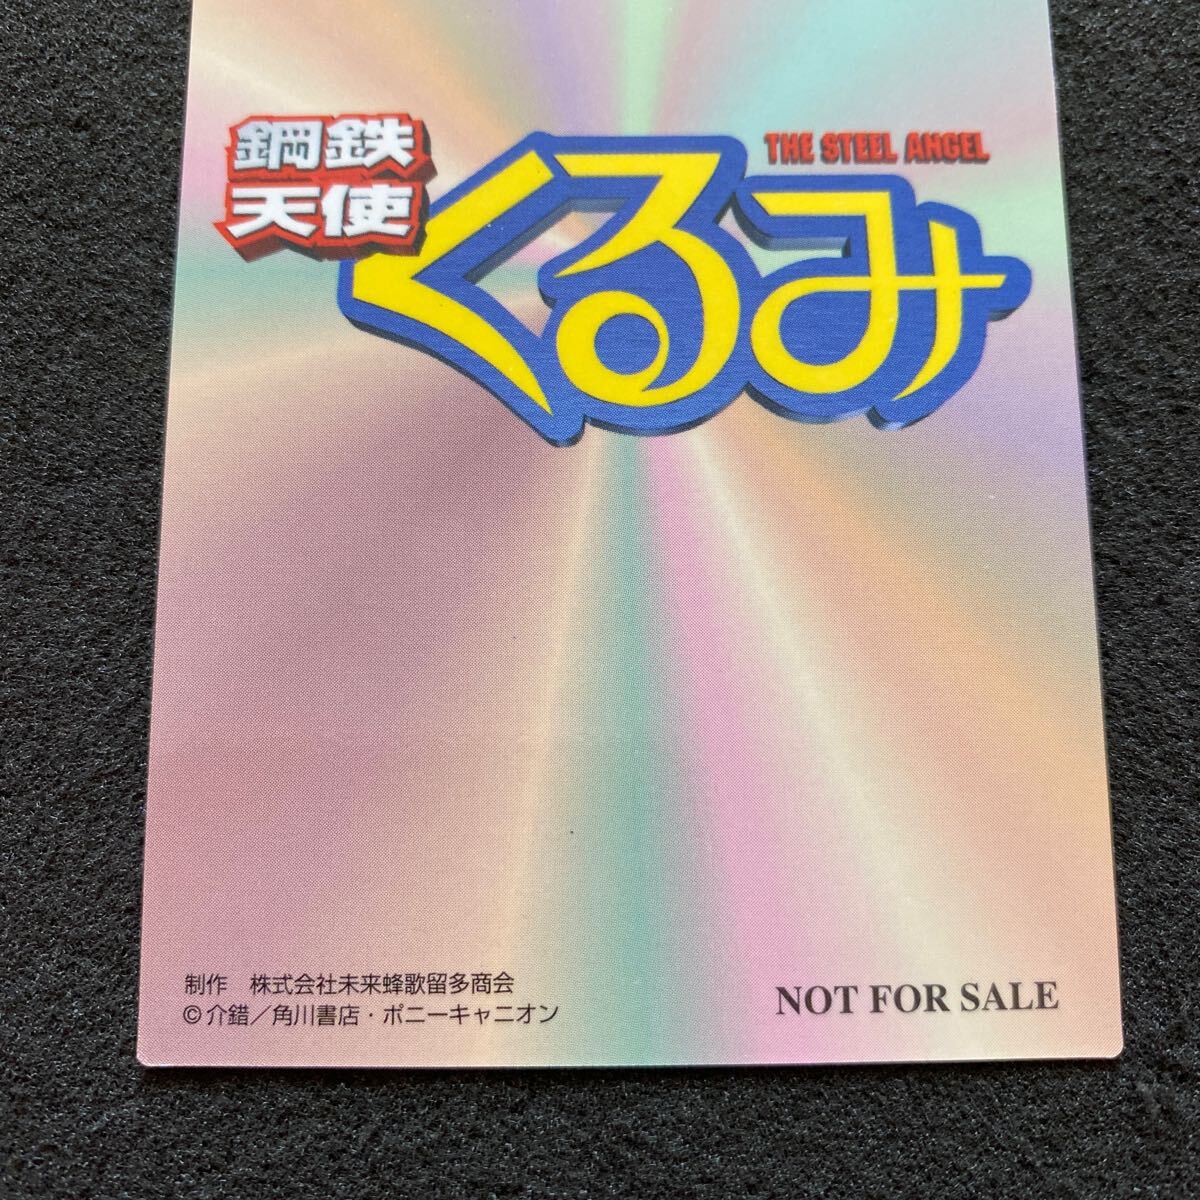 鋼鉄
天使
くるみ
THE STEEL ANGEL
制作　株式会社未来蜂歌留多商会
©介錯／角川書店・ポニーキャニオン
NOT FOR SALE